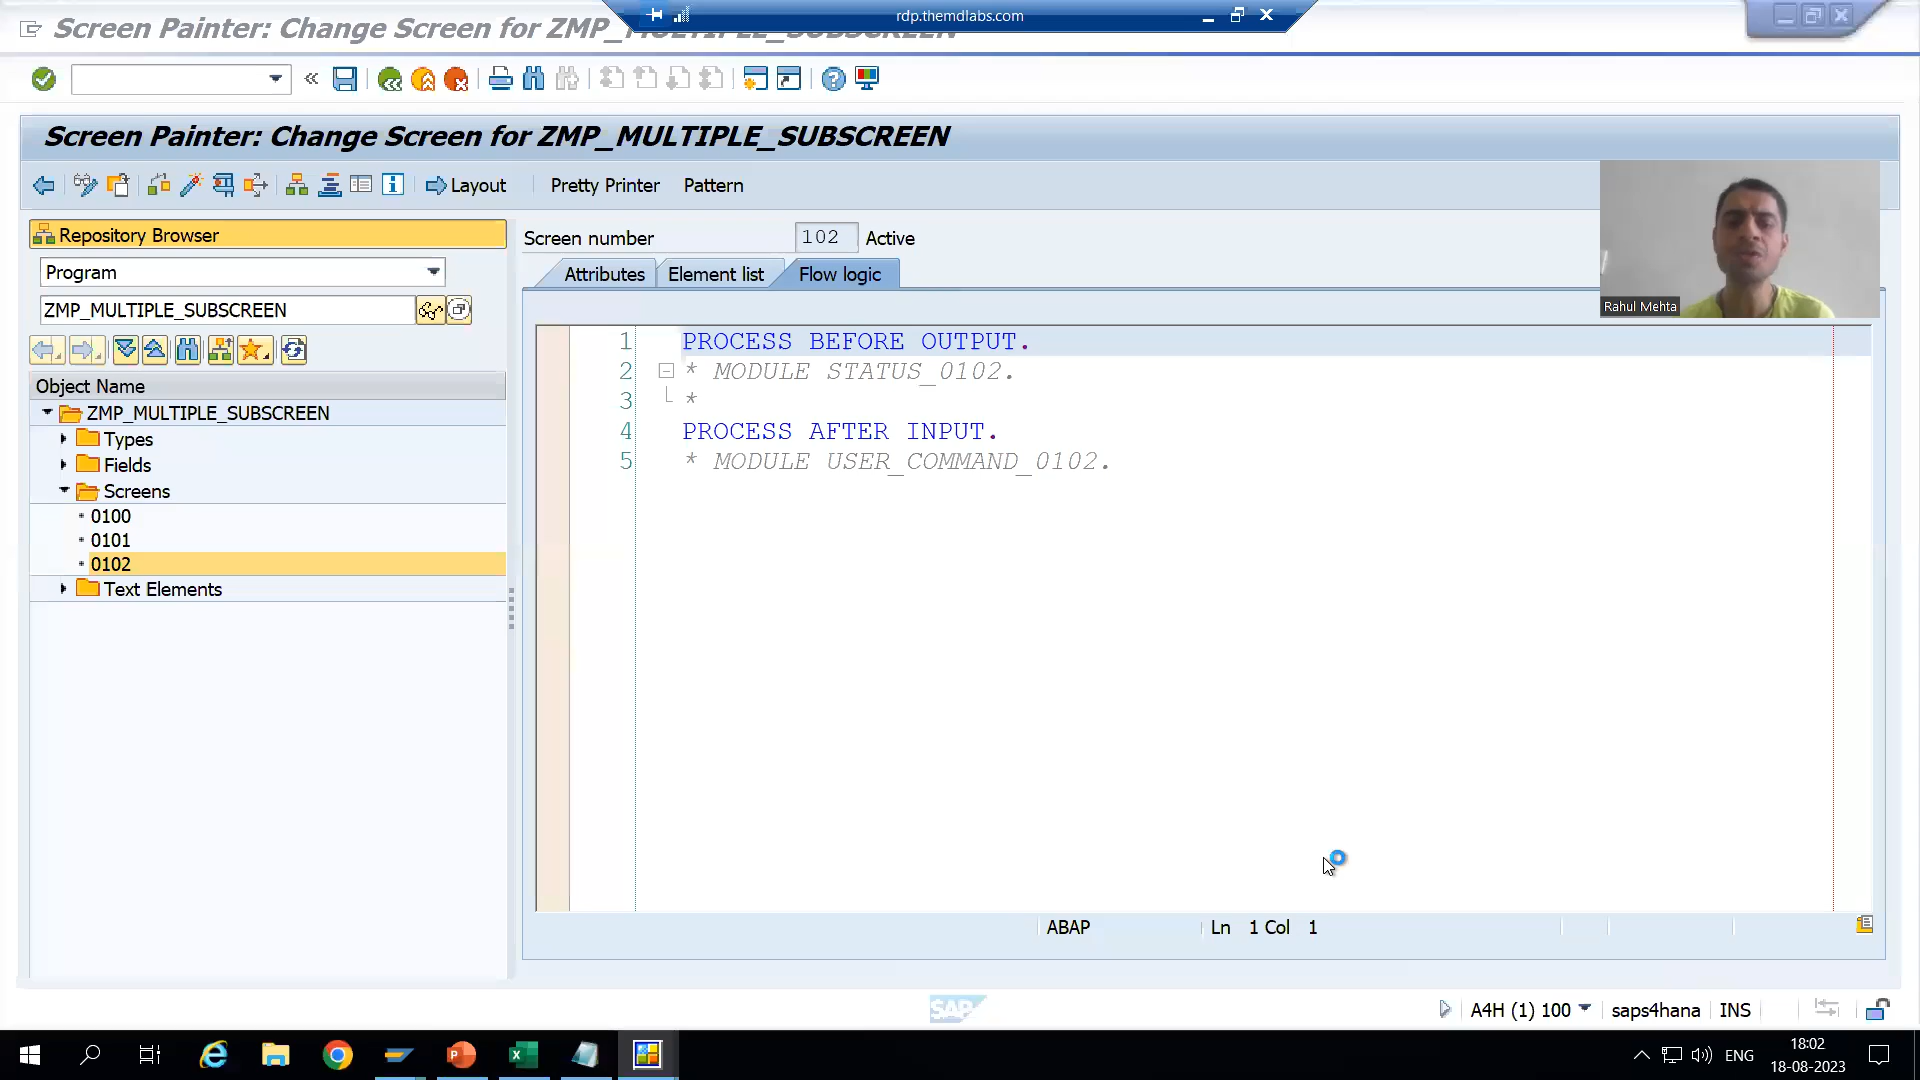 Screen Painter: Change Screen for ZMP_MULTIPLE_SUBSCREEN
rdp.themdlabs.com
Screen Painter: Change Screen for ZMP_MULTIPLE_SUBSCREEN
Layout
Pretty Printer
Pattern
Repository Browser
Program
ZMP_MULTIPLE_SUBSCREEN
Object Name
ZMP_MULTIPLE_SUBSCREEN
Types
Fields
Screens
0100
0101
0102
Text Elements
Screen number
102
Active
Attributes
Element list
Flow logic
1 PROCESS BEFORE OUTPUT.
2 * MODULE STATUS_0102.
3 *
4 PROCESS AFTER INPUT.
5 * MODULE USER_COMMAND_0102.
Rahul Mehta
ABAP
Ln 1 Col 1
SAP
A4H (1) 100
saps4hana
INS
ENG
18:02
18-08-2023